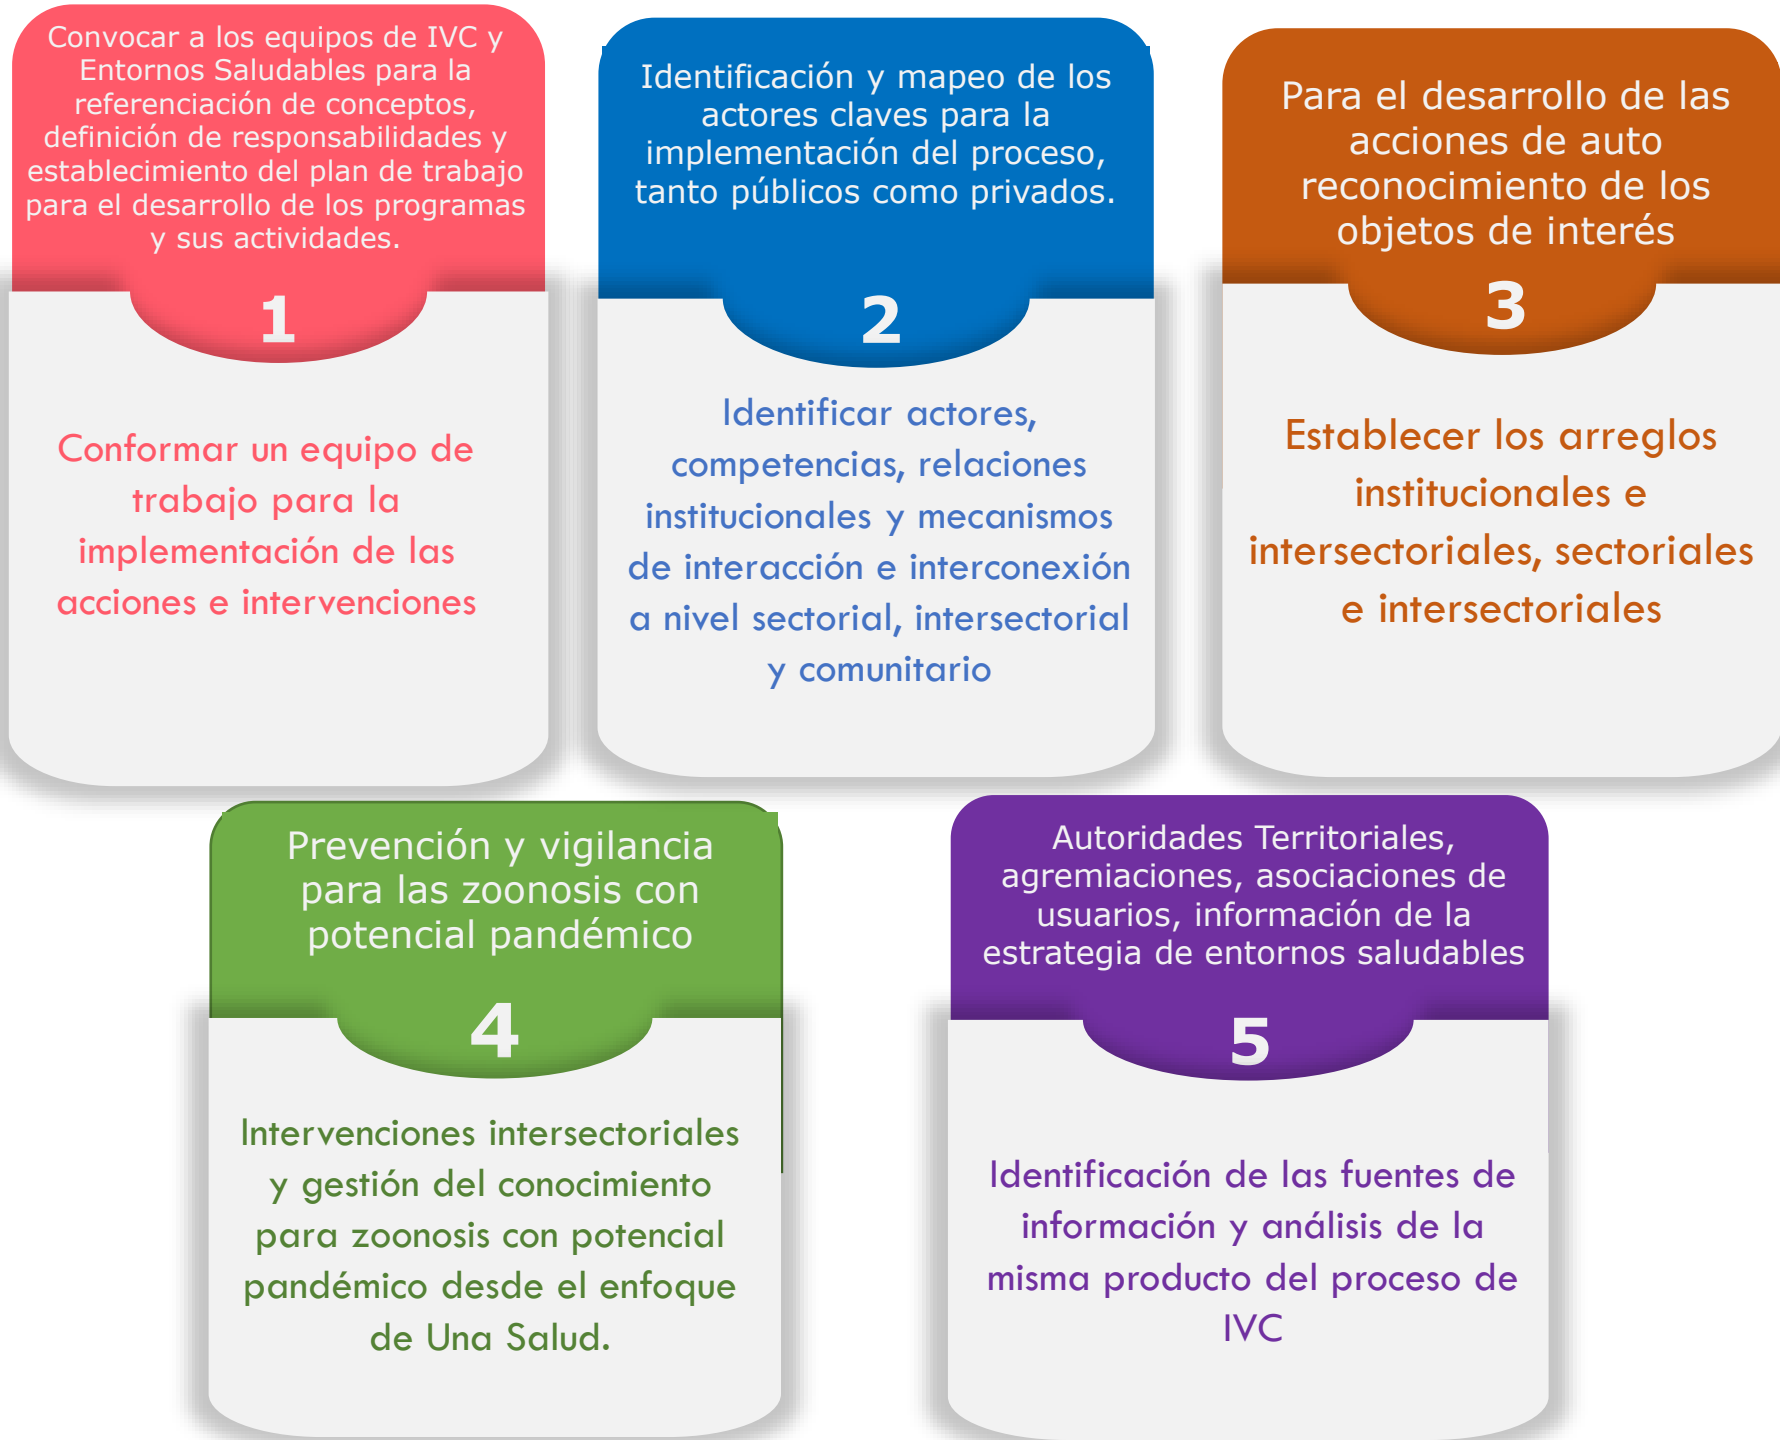 Convocar a los equipos de IVC y
Entornos Saludables para la
referenciación de conceptos,
definición de responsabilidades y
establecimiento del plan de trabajo
para el desarrollo de los programas
y sus actividades.
1
Conformar un equipo de
trabajo para la
implementación de las
acciones e intervenciones
Identificación y mapeo de los
actores claves para la
implementación del proceso,
tanto públicos como privados.
2
Identificar actores,
competencias, relaciones
institucionales y mecanismos
de interacción e interconexión
a nivel sectorial, intersectorial
y comunitario
Para el desarrollo de las
acciones de auto
reconocimiento de los
objetos de interés
3
Establecer los arreglos
institucionales e
intersectoriales, sectoriales
e intersectoriales
Prevención y vigilancia
para las zoonosis con
potencial pandémico
4
Intervenciones intersectoriales
y gestión del conocimiento
para zoonosis con potencial
pandémico desde el enfoque
de Una Salud.
Autoridades Territoriales,
agremiaciones, asociaciones de
usuarios, información de la
estrategia de entornos saludables
5
Identificación de las fuentes de
información y análisis de la
misma producto del proceso de
IVC